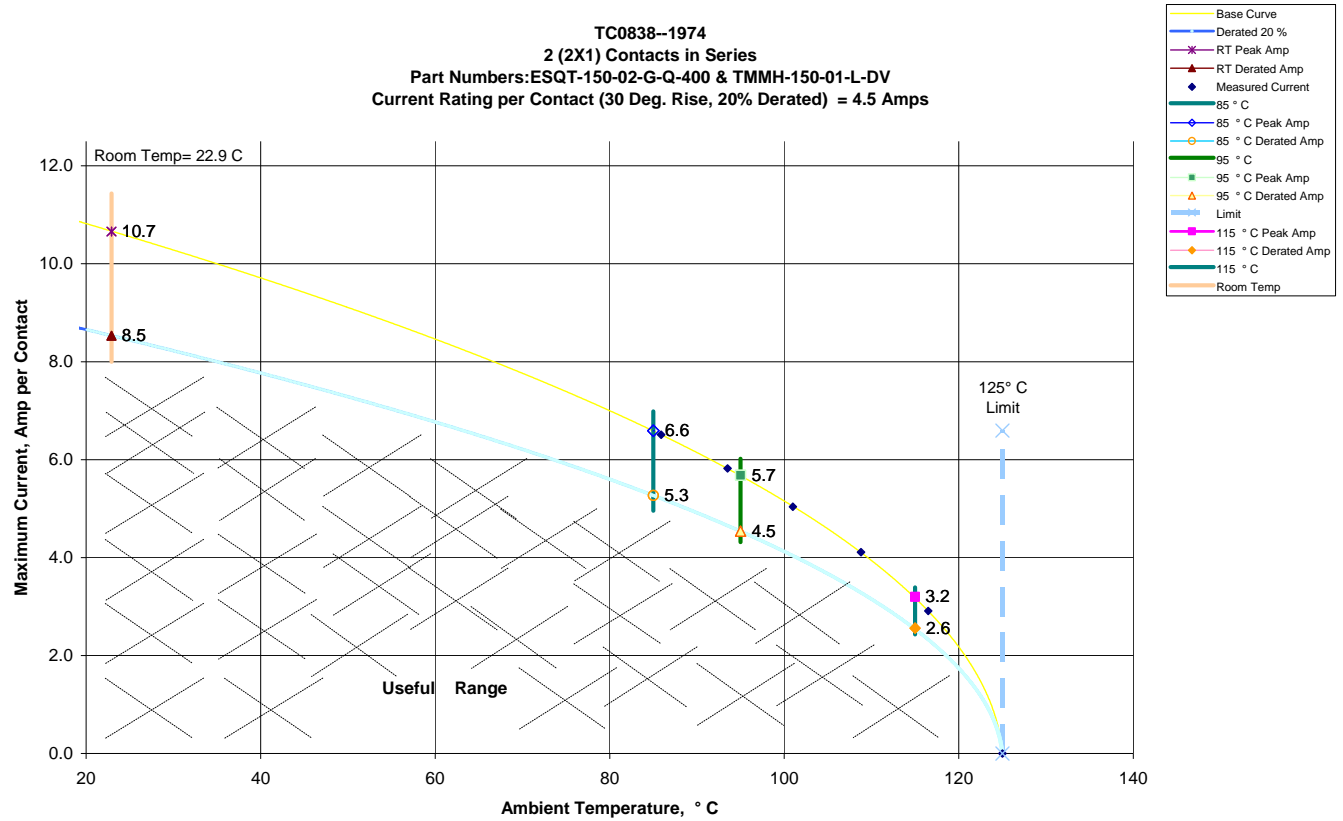 TC0838--1974
2 (2X1) Contacts in Series
Part Numbers:ESQT-150-02-G-Q-400 & TMMH-150-01-L-DV
Current Rating per Contact (30 Deg. Rise, 20% Derated) = 4.5 Amps
Base Curve
Derated 20 %
RT Peak Amp
RT Derated Amp
Measured Current
85 ° C
85 ° C Peak Amp
85 ° C Derated Amp
95 ° C
95 ° C Peak Amp
95 ° C Derated Amp
Limit
115 ° C Peak Amp
115 ° C Derated Amp
115 ° C
Room Temp
Room Temp= 22.9 C
Maximum Current, Amp per Contact
12.0
10.0
8.0
6.0
4.0
2.0
0.0
10.7
8.5
6.6
5.3
5.7
4.5
3.2
2.6
125° C
Limit
Useful Range
20 40 60 80 100 120 140
Ambient Temperature, ° C